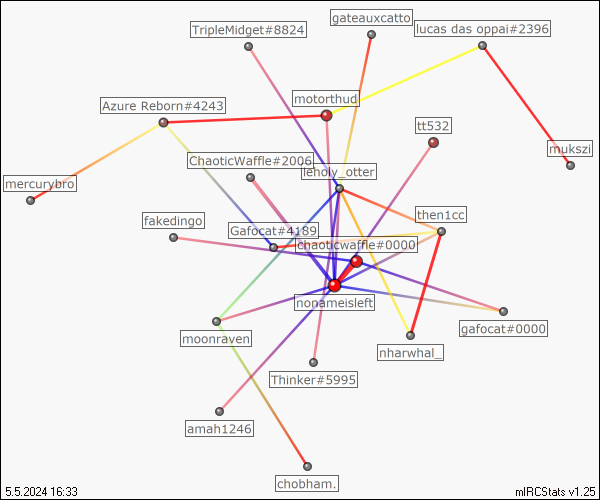 gateauxcatto
TripleMidget#8824
lucas das oppai#2396
motorthud
Azure Reborn#4243
tt532
mukszi
ChaoticWaffle#2006
leholy_otter
mercurybro
then1cc
fakedingo
Gafocat#4189
chaoticwaffle#0000
nonameisleft
gafocat#0000
moonraven
nharwhal_
Thinker#5995
amah1246
chobham.
5.5.2024 16:33
mIRCStats v1.25